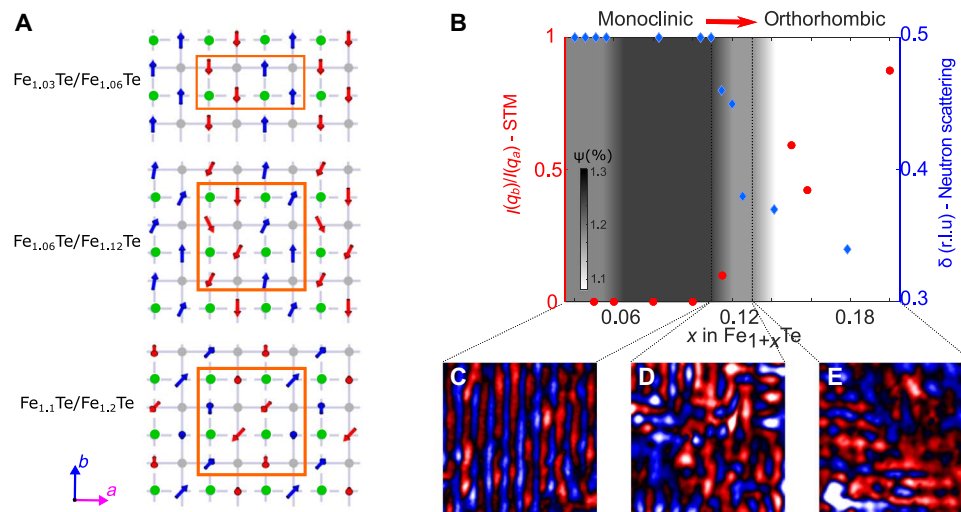 A
Fe1.03Te/Fe1.06Te
Fe1.06Te/Fe1.12Te
Fe1.1Te/Fe1.2Te
b
a
B
Monoclinic
Orthorhombic
1
0.5
0
I(qb)/I(qa) - STM
ψ(%)
1.3
1.2
1.1
0.5
0.4
0.3
δ (r.l.u) - Neutron scattering
0.06
0.12
0.18
x in Fe1+xTe
C
D
E